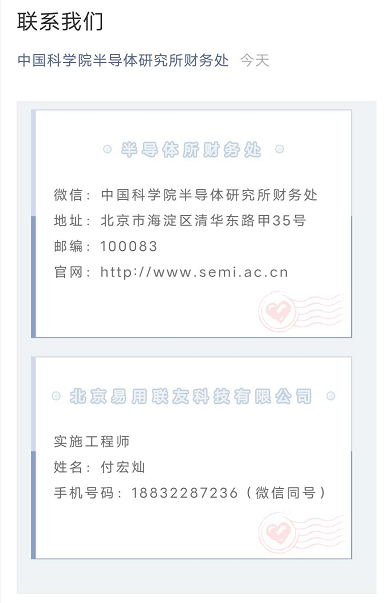 联系我们
中国科学院半导体研究所财务处 今天
半导体所财务处
微信：中国科学院半导体研究所财务处
地址：北京市海淀区清华东路甲35号
邮编：100083
官网：http://www.semi.ac.cn
北京易用联友科技有限公司
实施工程师
姓名：付宏灿
手机号码：18832287236（微信同号）